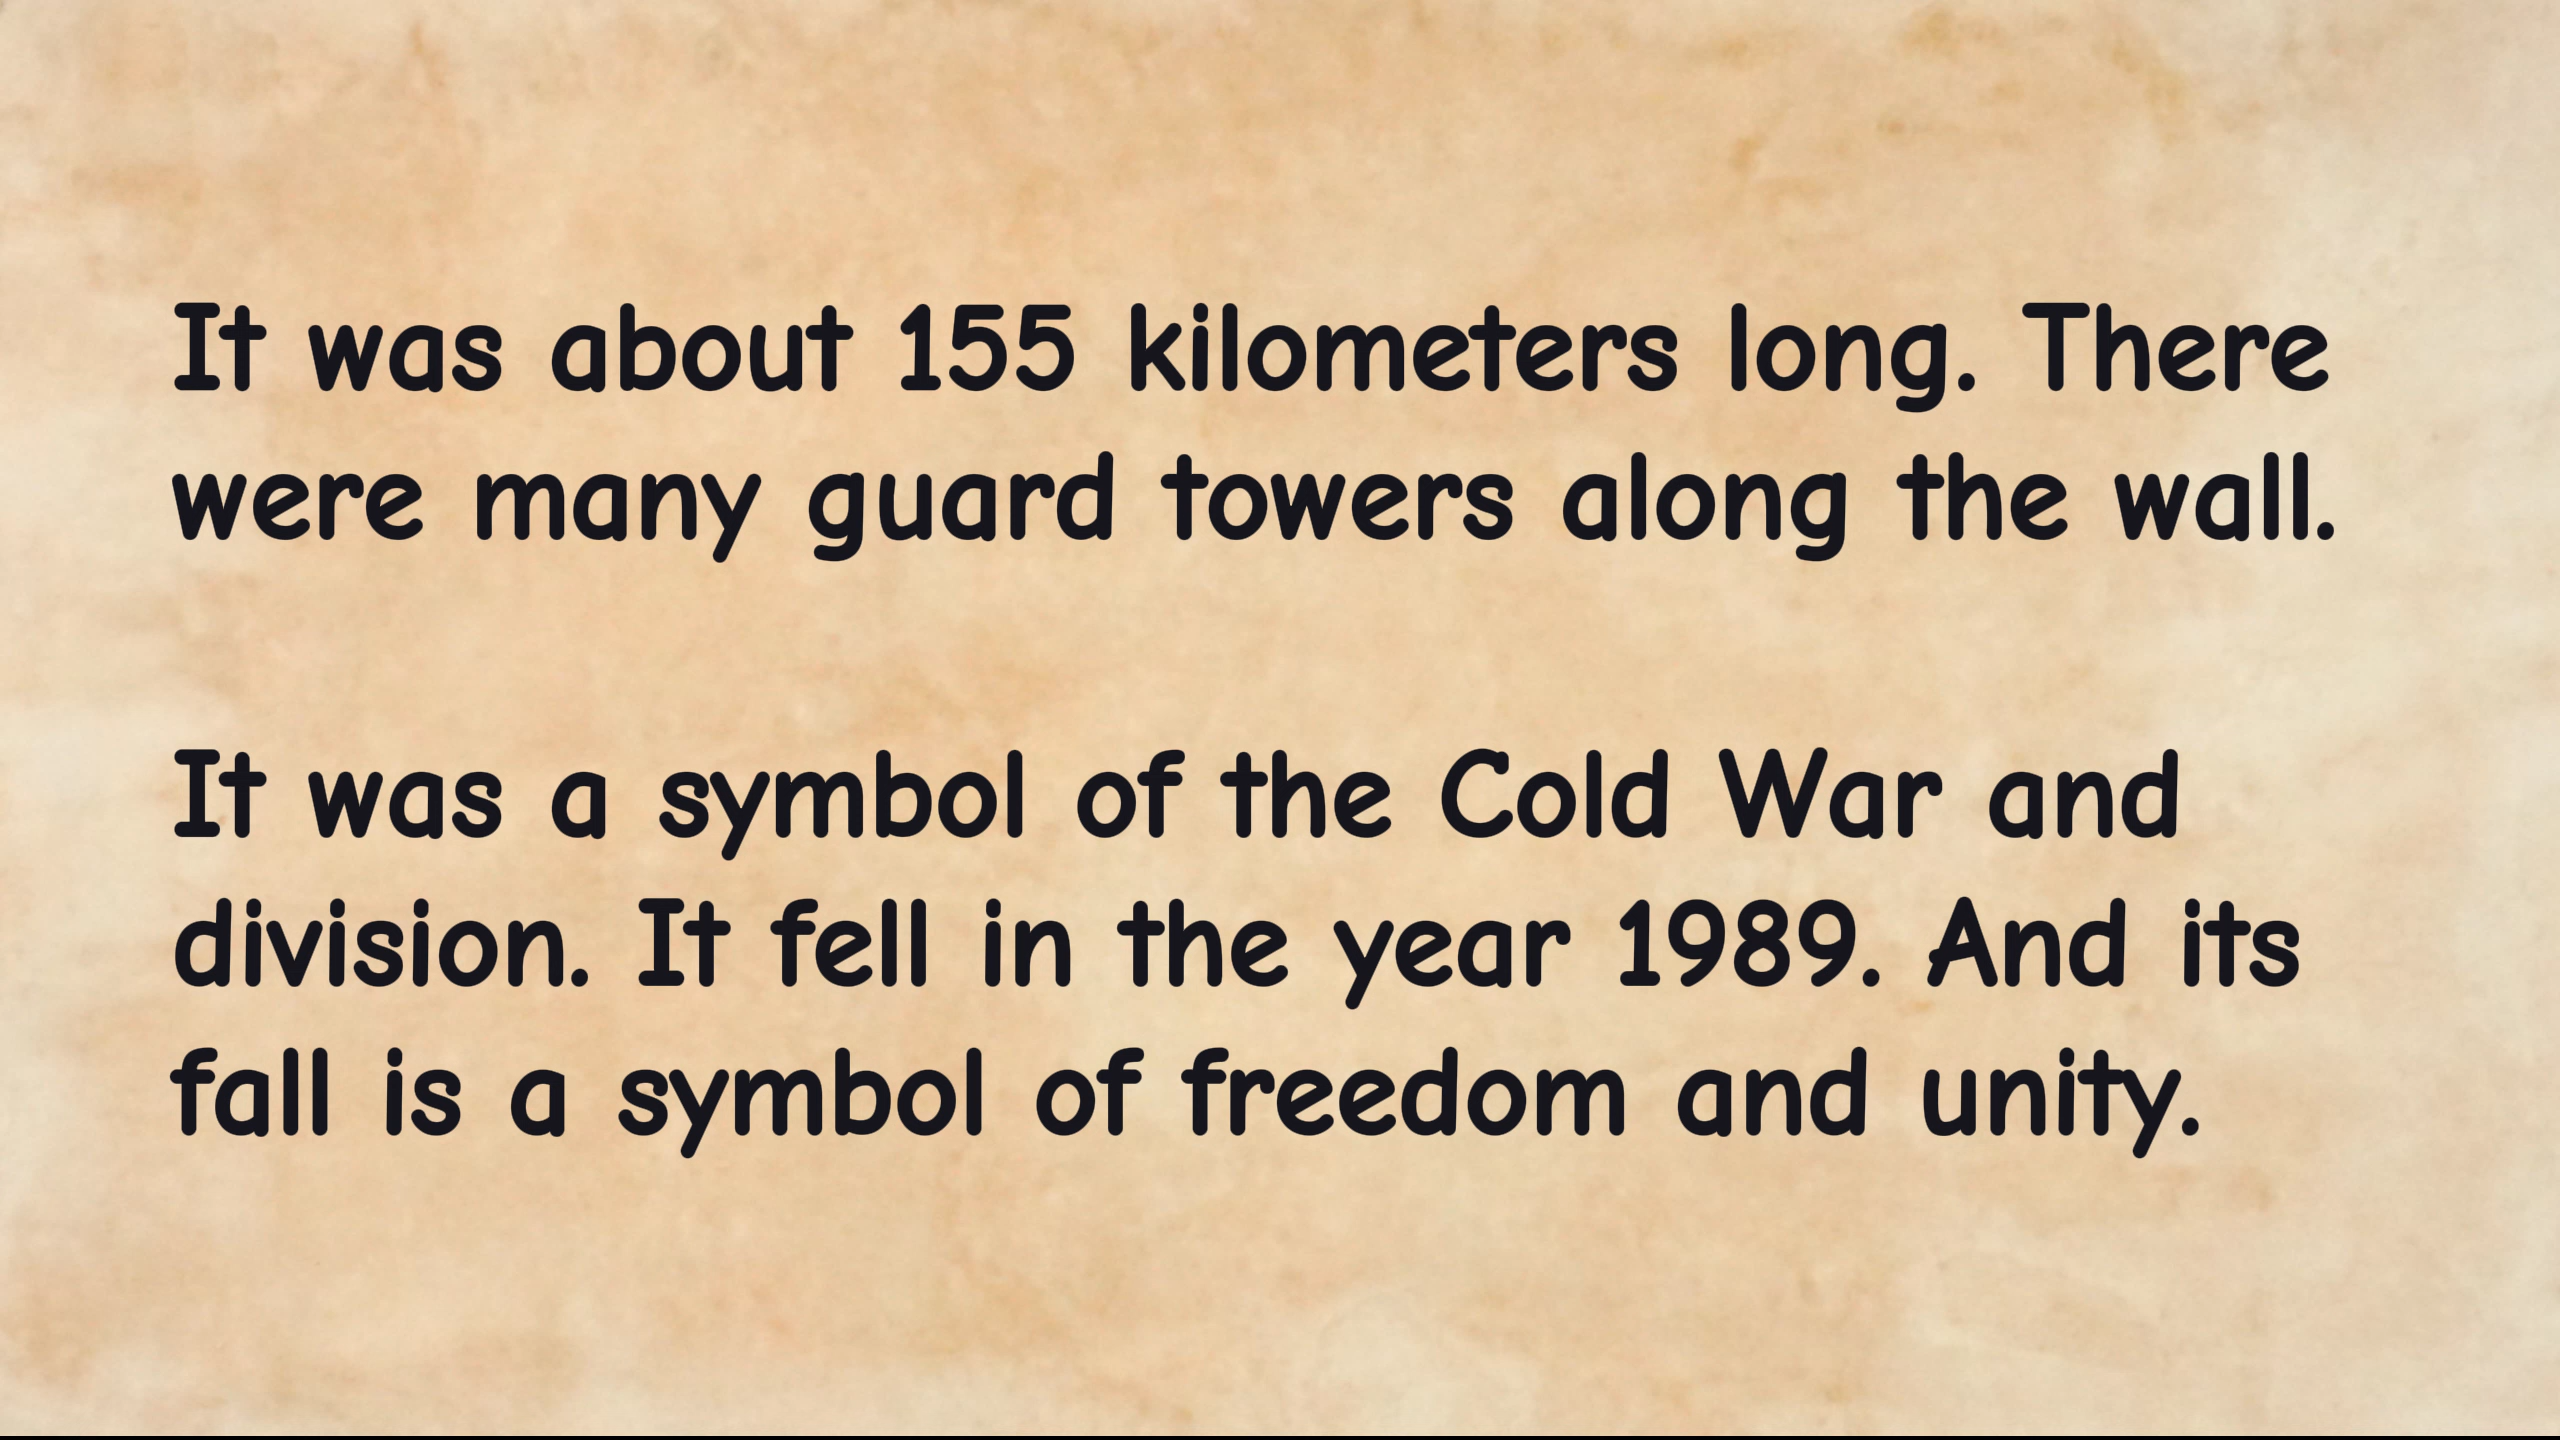 It was about 155 kilometers long. There
were many guard towers along the wall.
It was a symbol of the Cold War and
division. It fell in the year 1989. And its
fall is a symbol of freedom and unity.